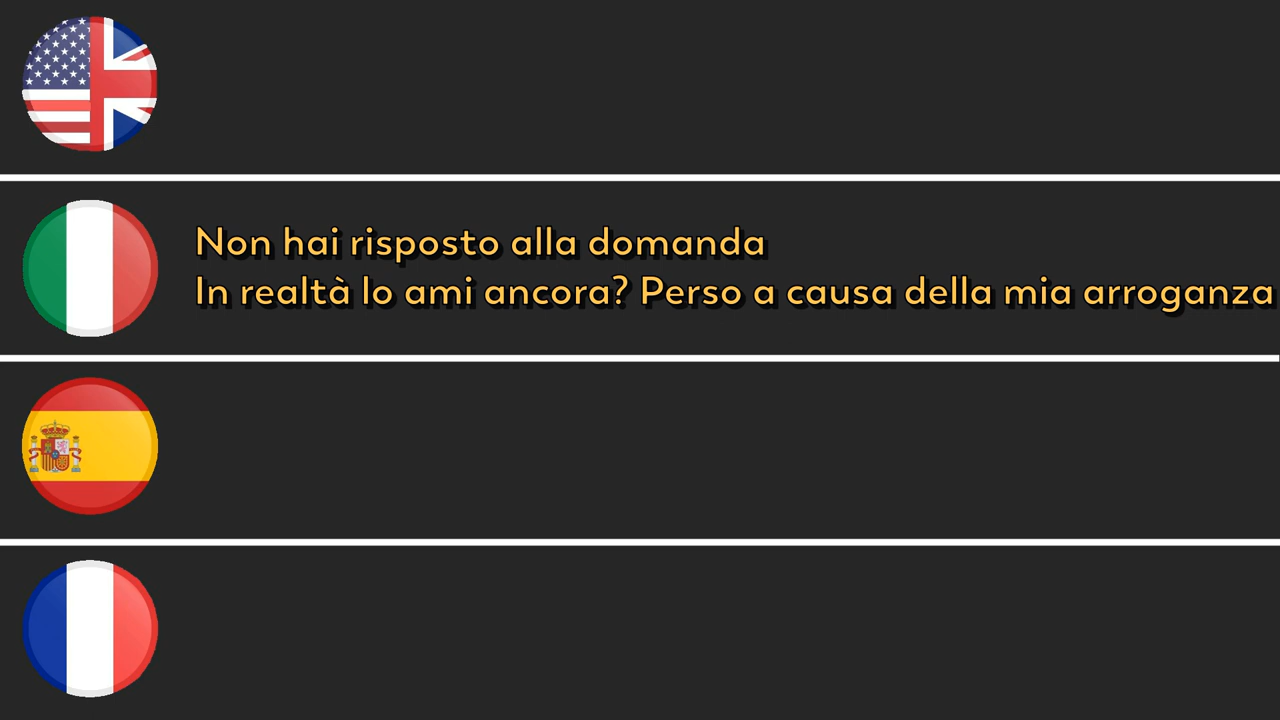 Non hai risposto alla domanda
In realtà lo ami ancora? Perso a causa della mia arroganza